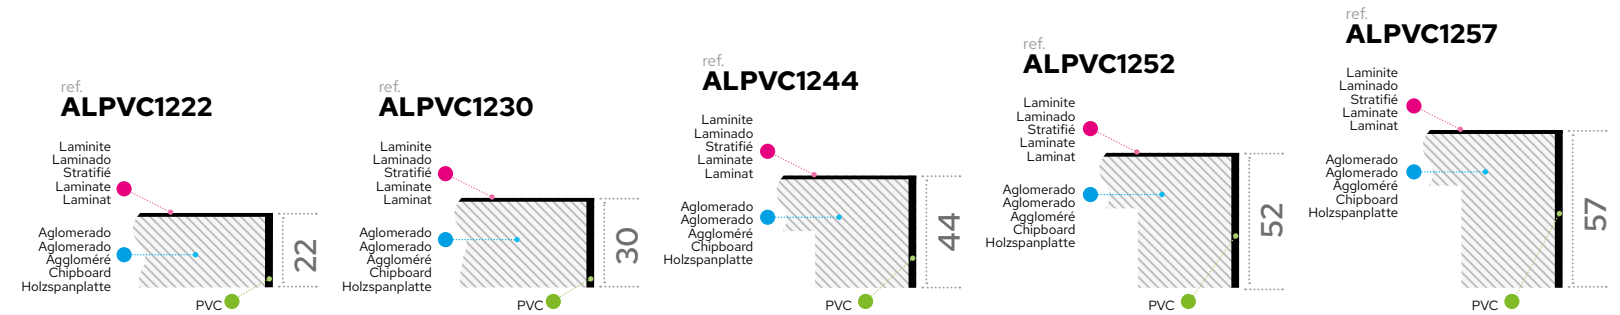 ref.
ALPVC1222
Laminite
Laminado
Stratifié
Laminate
Laminat
Aglomerado
Aglomerado
Aggloméré
Chipboard
Holzspanplatte
PVC
22
ref.
ALPVC1230
Laminite
Laminado
Stratifié
Laminate
Laminat
Aglomerado
Aglomerado
Aggloméré
Chipboard
Holzspanplatte
PVC
30
ref.
ALPVC1244
Laminite
Laminado
Stratifié
Laminate
Laminat
Aglomerado
Aglomerado
Aggloméré
Chipboard
Holzspanplatte
PVC
44
ref.
ALPVC1252
Laminite
Laminado
Stratifié
Laminate
Laminat
Aglomerado
Aglomerado
Aggloméré
Chipboard
Holzspanplatte
PVC
52
ref.
ALPVC1257
Laminite
Laminado
Stratifié
Laminate
Laminat
Aglomerado
Aglomerado
Aggloméré
Chipboard
Holzspanplatte
PVC
57